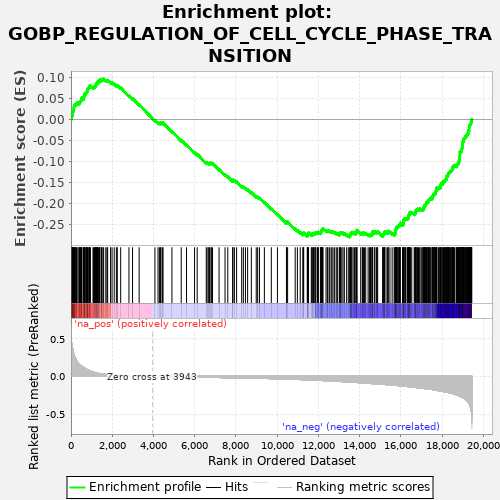 Enrichment plot:
GOBP_REGULATION_OF_CELL_CYCLE_PHASE_TRA
NSITION
Enrichment score (ES)
0.10
0.05
0.00
-0.05
-0.10
-0.15
-0.20
-0.25
'na_pos' (positively correlated)
Ranked list metric (PreRanked)
0.5
0.0
-0.5
Zero cross at 3943
'na_neg' (negatively correlated)
0
2,000
4,000
6,000
8,000
10,000
12,000
14,000
16,000
18,000
20,000
Rank in Ordered Dataset
Enrichment profile
Hits
Ranking metric scores